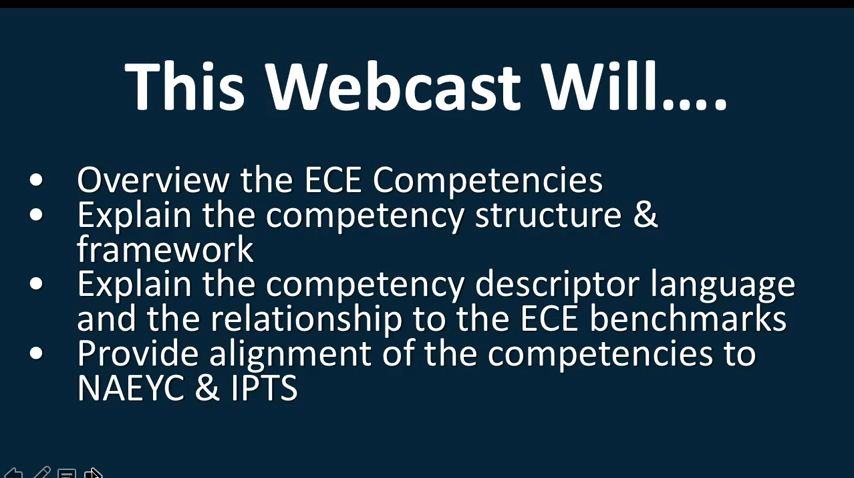 This Webcast Will....
• Overview the ECE Competencies
• Explain the competency structure &
framework
• Explain the competency descriptor language
and the relationship to the ECE benchmarks
• Provide alignment of the competencies to
NAEYC & IPTS